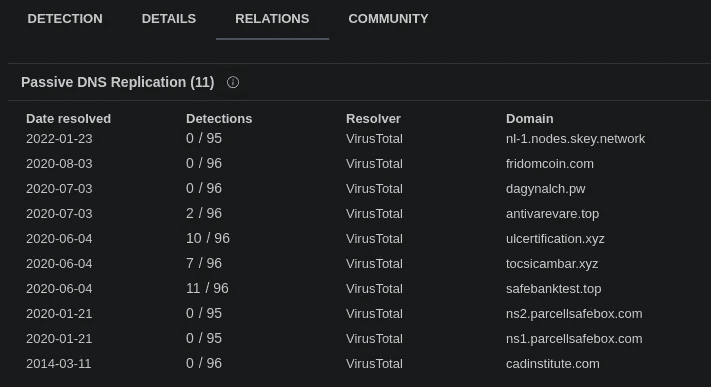 DETECTION DETAILS RELATIONS COMMUNITY
Passive DNS Replication (11)
Date resolved Detections Resolver Domain
2022-01-23 0 / 95 VirusTotal nl-1.nodes.skey.network
2020-08-03 0 / 96 VirusTotal fridomcoin.com
2020-07-03 0 / 96 VirusTotal dagynalch.pw
2020-07-03 2 / 96 VirusTotal antivarevare.top
2020-06-04 10 / 96 VirusTotal ulcertification.xyz
2020-06-04 7 / 96 VirusTotal tocsicambar.xyz
2020-06-04 11 / 96 VirusTotal safebanktest.top
2020-01-21 0 / 95 VirusTotal ns2.parcellsafebox.com
2020-01-21 0 / 95 VirusTotal ns1.parcellsafebox.com
2014-03-11 0 / 96 VirusTotal cadinstitute.com